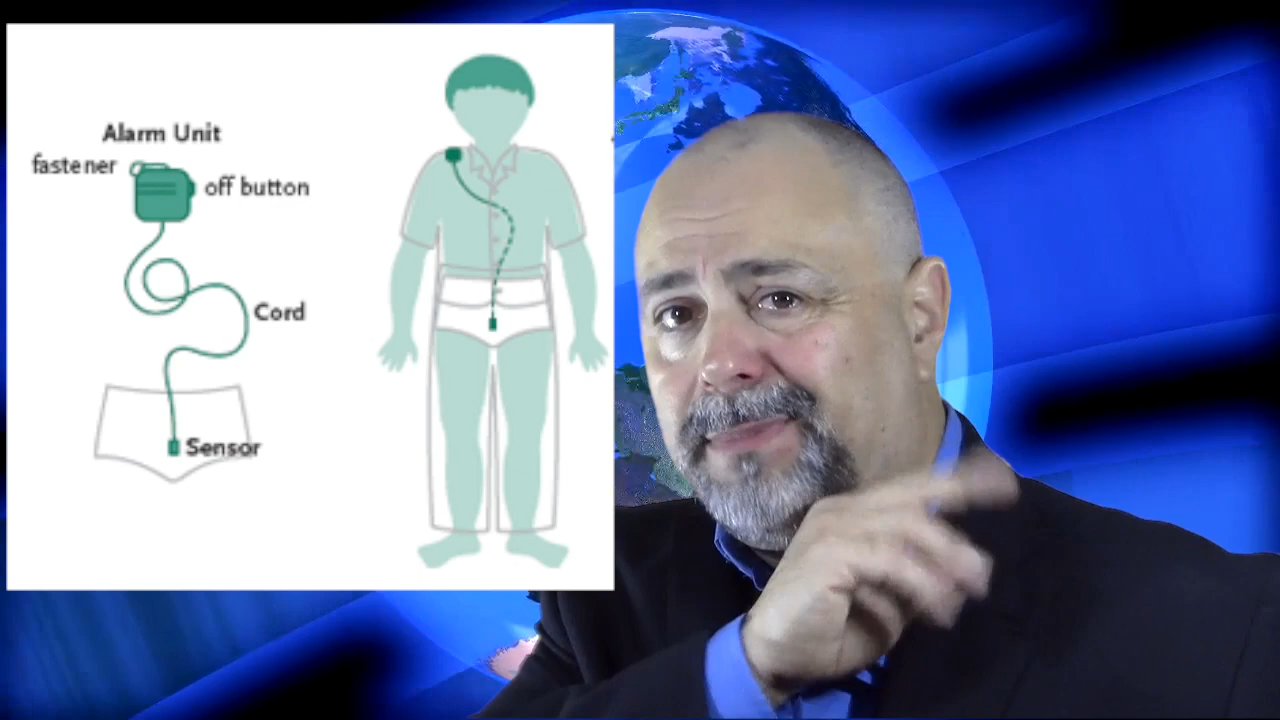 Alarm Unit
fastener
off button
Cord
Sensor